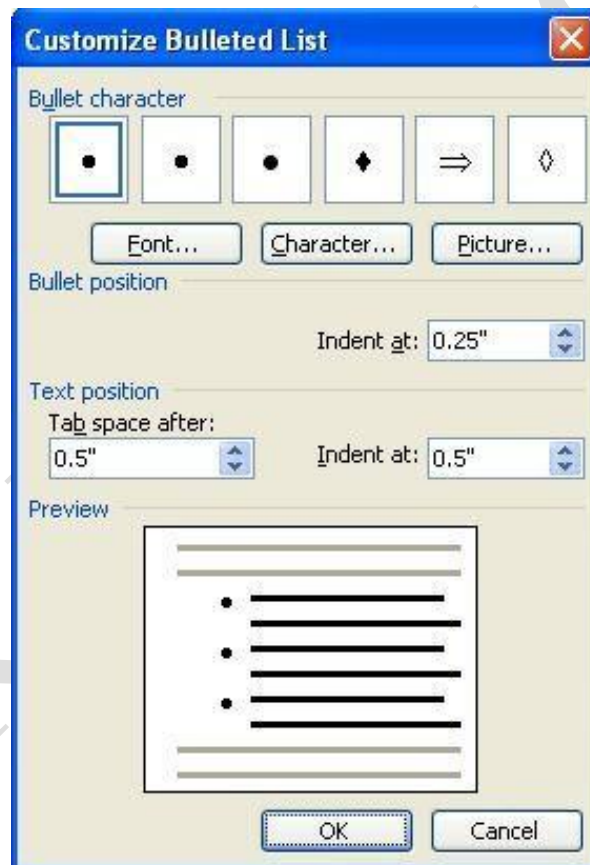 Customize Bulleted List
Bullet character
• • • ♦ ⇒ ◊
Font... Character... Picture...
Bullet position
Indent at: 0.25"
Text position
Tab space after:
0.5" Indent at: 0.5"
Preview
OK Cancel